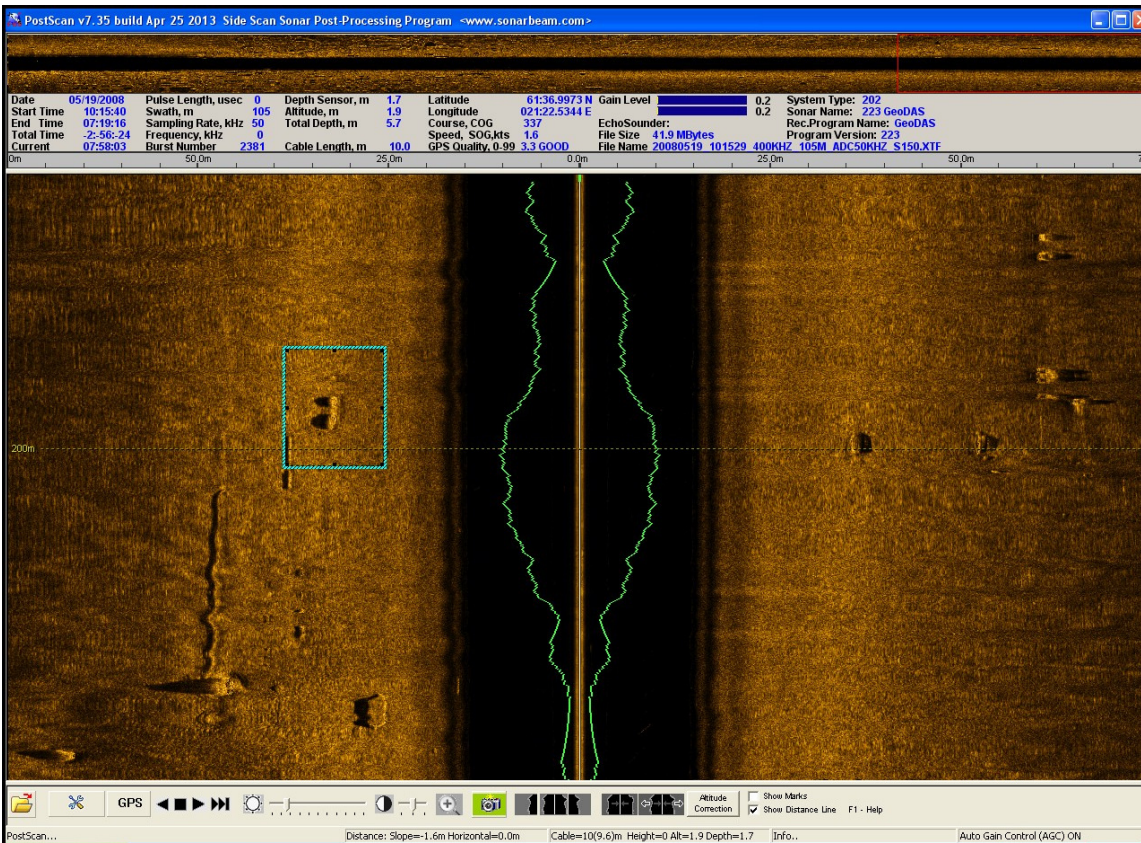 PostScan v7.35 build Apr 25 2013 Side Scan Sonar Post-Processing Program <www.sonarbeam.com>
Date 05/19/2008 Pulse Length, usec 0 Depth Sensor, m 1.7 Latitude 61:36.9973 N Gain Level 0.2 System Type: 202
Start Time 10:15:40 Swath, m 105 Altitude, m 1.9 Longitude 021:22.5344 E 0.2 Sonar Name: 223 GeoDAS
End Time 07:19:16 Sampling Rate, kHz 50 Total Depth, m 5.7 Course, COG 337 EchoSounder: Rec.Program Name: GeoDAS
Total Time -2:-56:-24 Frequency, kHz 0 Speed, SOG,kts 1.6 File Size 41.9 MBytes Program Version: 223
Current 07:58:03 Burst Number 2381 Cable Length, m 10.0 GPS Quality, 0-99 3.3 GOOD File Name 20080519_101529_400KHZ_105M_ADC50KHZ_S150.XTF
0m 50.0m 25.0m 0.0m 25.0m 50.0m 7
200m
GPS Altitude Correction Show Marks
Show Distance Line F1 - Help
PostScan... Distance: Slope=-1.6m Horizontal=0.0m Cable=10(9.6)m Height=0 Alt=1.9 Depth=1.7 Info.. Auto Gain Control (AGC) ON